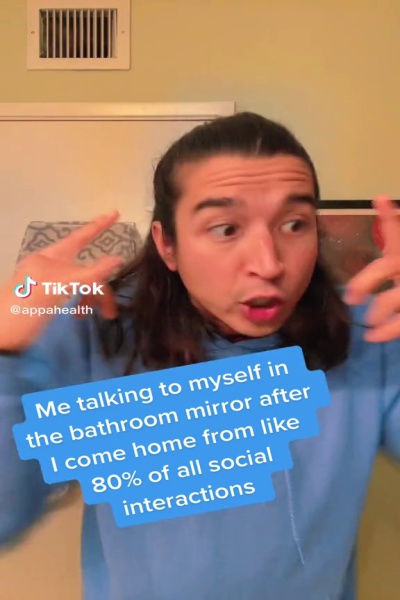 TikTok
@appahealth
Me talking to myself in
the bathroom mirror after
I come home from like
80% of all social
interactions